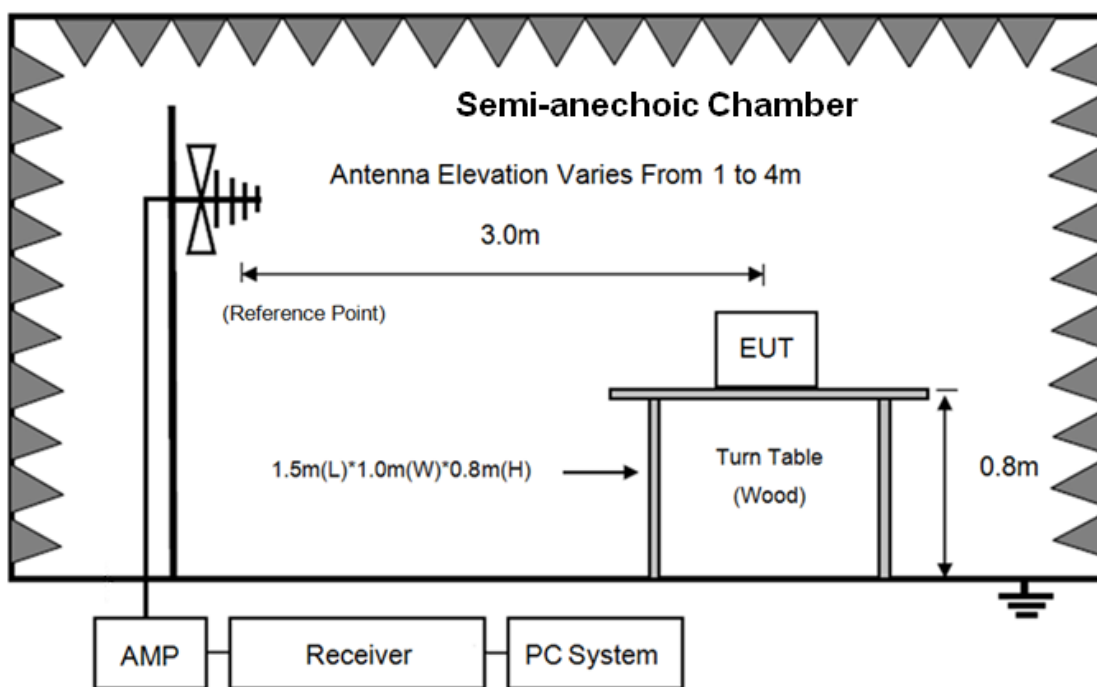 Semi-anechoic Chamber
Antenna Elevation Varies From 1 to 4m
3.0m
(Reference Point)
EUT
1.5m(L)*1.0m(W)*0.8m(H)
Turn Table
(Wood)
0.8m
AMP
Receiver
PC System